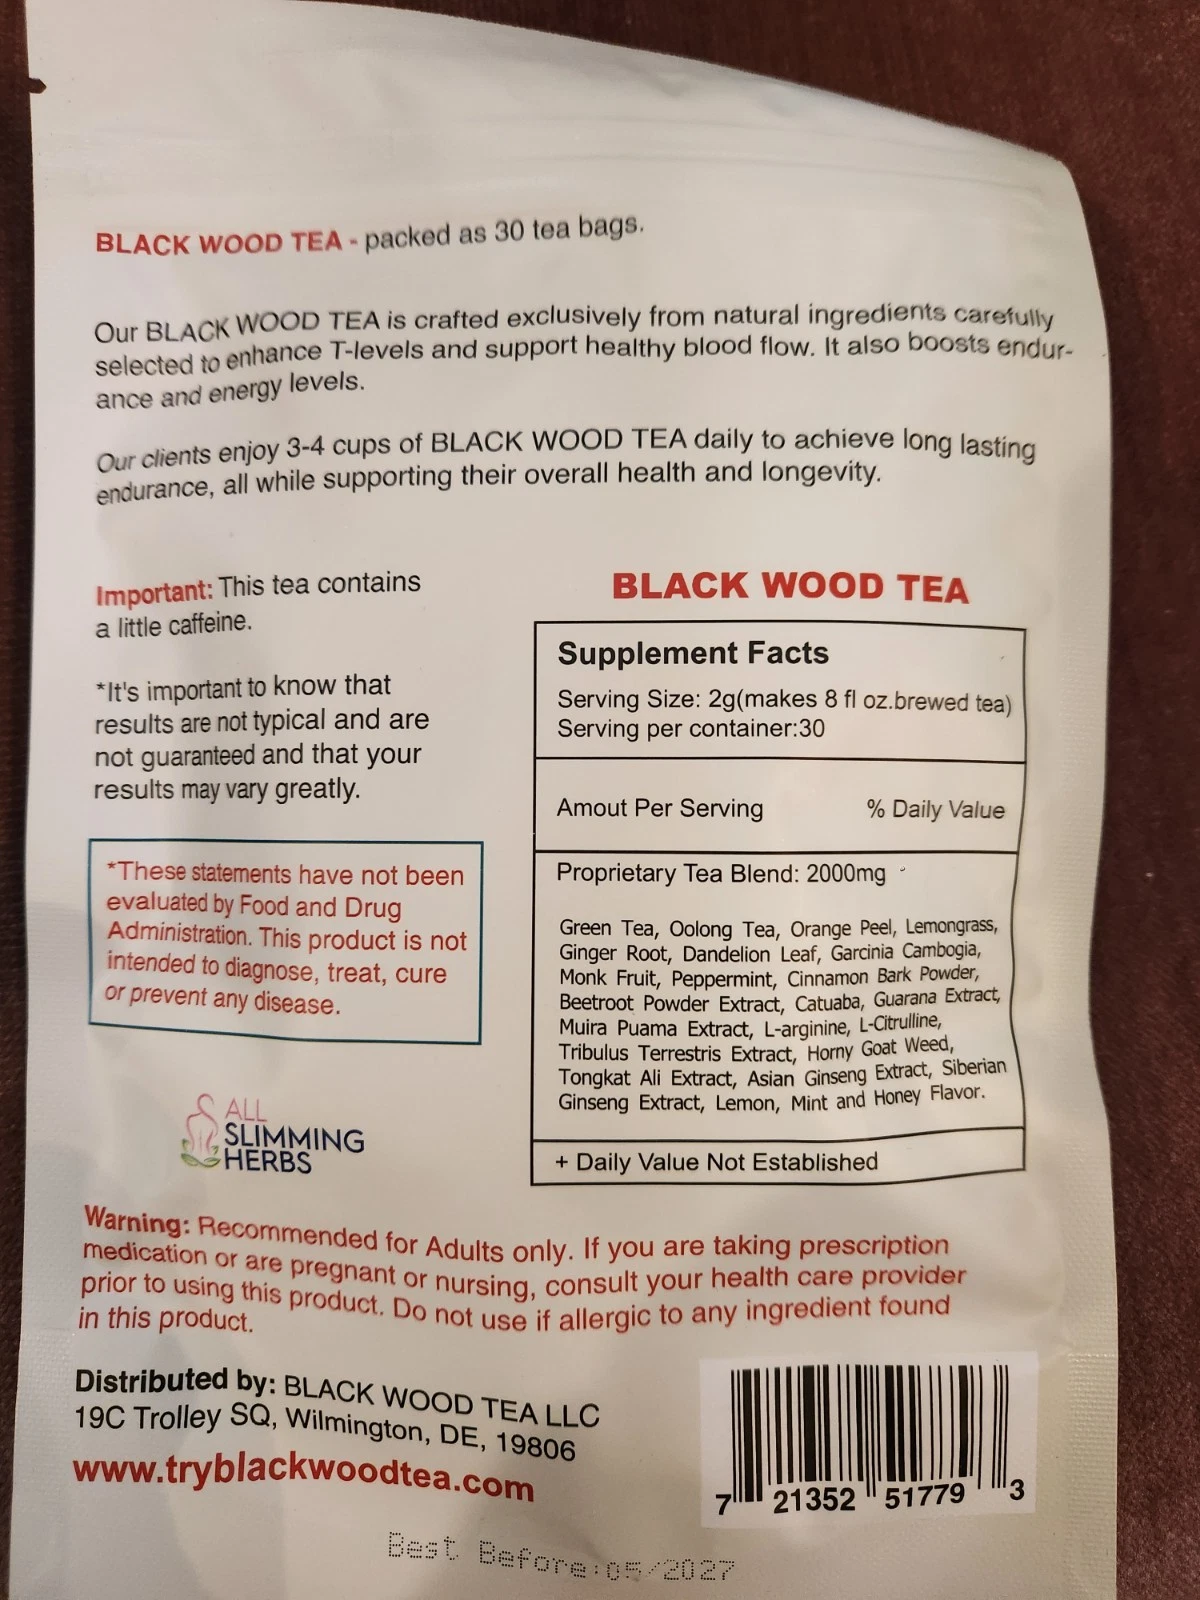 BLACK WOOD TEA - packed as 30 tea bags.
Our BLACK WOOD TEA is crafted exclusively from natural ingredients carefully
selected to enhance T-levels and support healthy blood flow. It also boosts endur-
ance and energy levels.
Our clients enjoy 3-4 cups of BLACK WOOD TEA daily to achieve long lasting
endurance, all while supporting their overall health and longevity.
Important: This tea contains
a little caffeine.
*It's important to know that
results are not typical and are
not guaranteed and that your
results may vary greatly.
*These statements have not been
evaluated by Food and Drug
Administration. This product is not
intended to diagnose, treat, cure
or prevent any disease.
ALL
SLIMMING
HERBS
BLACK WOOD TEA
Supplement Facts
Serving Size: 2g(makes 8 fl oz.brewed tea)
Serving per container:30
Amout Per Serving % Daily Value
Proprietary Tea Blend: 2000mg
Green Tea, Oolong Tea, Orange Peel, Lemongrass,
Ginger Root, Dandelion Leaf, Garcinia Cambogia,
Monk Fruit, Peppermint, Cinnamon Bark Powder,
Beetroot Powder Extract, Catuaba, Guarana Extract,
Muira Puama Extract, L-arginine, L-Citrulline,
Tribulus Terrestris Extract, Horny Goat Weed,
Tongkat Ali Extract, Asian Ginseng Extract, Siberian
Ginseng Extract, Lemon, Mint and Honey Flavor.
+ Daily Value Not Established
Warning: Recommended for Adults only. If you are taking prescription
medication or are pregnant or nursing, consult your health care provider
prior to using this product. Do not use if allergic to any ingredient found
in this product.
Distributed by: BLACK WOOD TEA LLC
19C Trolley SQ, Wilmington, DE, 19806
www.tryblackwoodtea.com
7 21352 51779 3
Best Before:05/2027